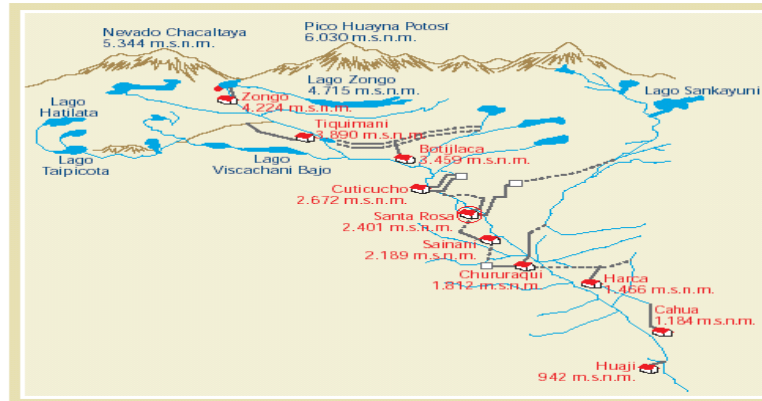 Nevado Chacaltaya
5.344 m.s.n.m.
Pico Huayna Potosí
6.030 m.s.n.m.
Lago Zongo
4.715 m.s.n.m.
Lago Sankayuni
Lago
Hatilata
Zongo
4.224 m.s.n.m.
Tiquimani
3.890 m.s.n.m.
Botijlaca
3.459 m.s.n.m.
Lago
Taipicota
Lago
Viscachani Bajo
Cuticucho
2.672 m.s.n.m.
Santa Rosa
2.401 m.s.n.m.
Sainani
2.189 m.s.n.m.
Chururaqui
1.812 m.s.n.m.
Harca
1.466 m.s.n.m.
Cahua
1.184 m.s.n.m.
Huaji
942 m.s.n.m.